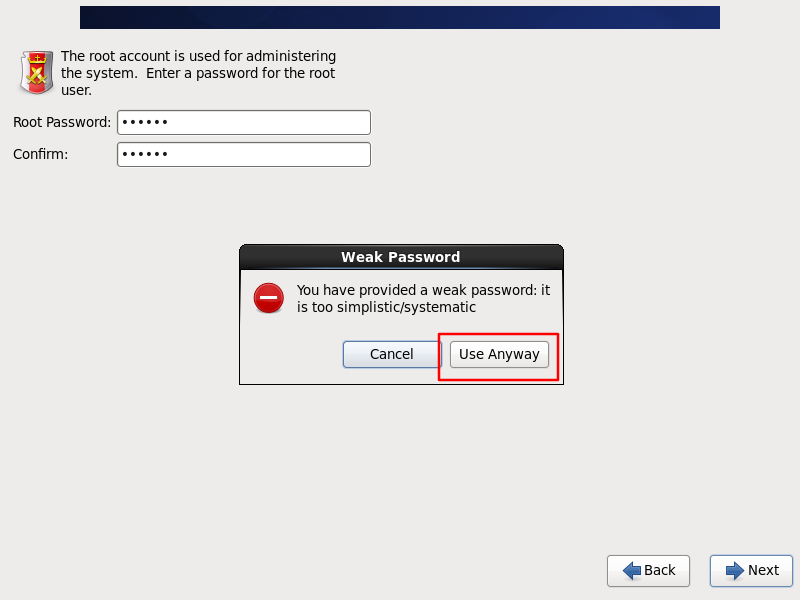 The root account is used for administering
the system.  Enter a password for the root
user.
Root Password: ••••••
Confirm: ••••••
Weak Password
You have provided a weak password: it
is too simplistic/systematic
Cancel
Use Anyway
Back
Next